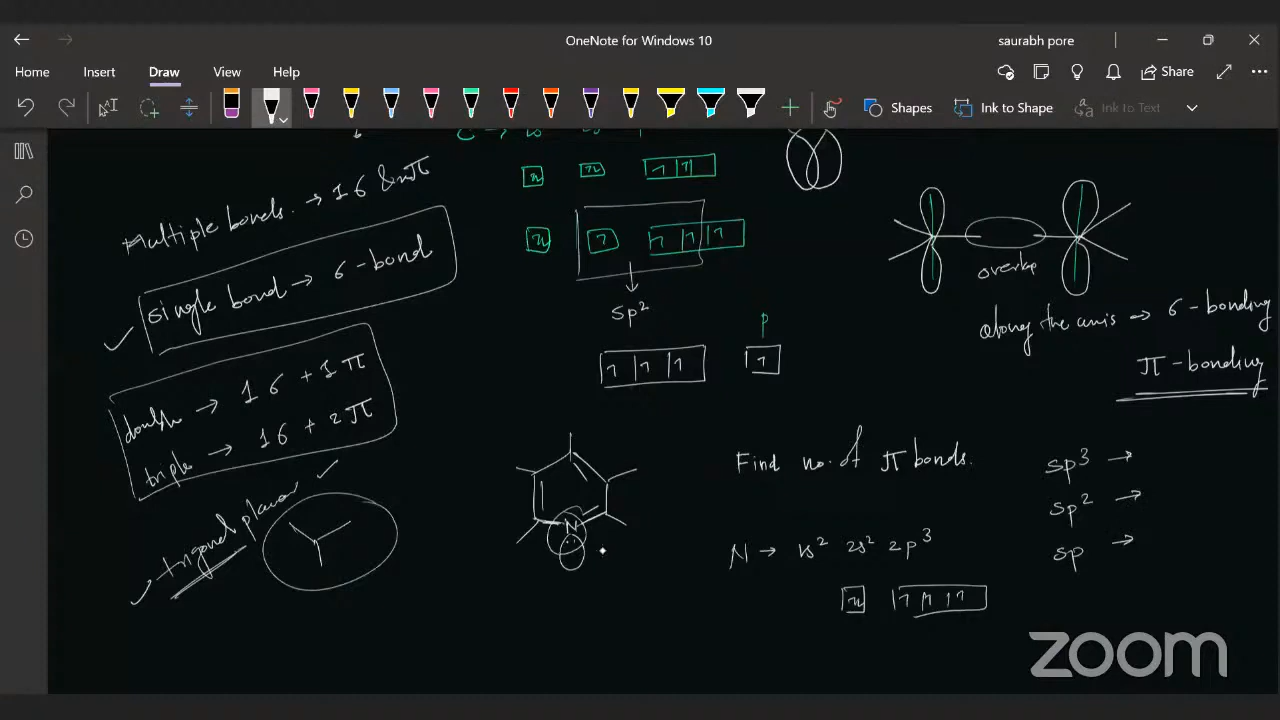 OneNote for Windows 10
saurabh pore
Home Insert Draw View Help
Share
Shapes
Ink to Shape
Ink to Text
Multiple bonds. → 1 σ & nπ
single bond → σ-bond
double → 1 σ + 1 π
triple → 1σ + 2π
trigonal planar
sp²
p
overlap
along the axis → σ-bonding
π-bonding
Find no. of π bonds.
N
N → 1s² 2s² 2p³
sp³ →
sp² →
sp →
zoom